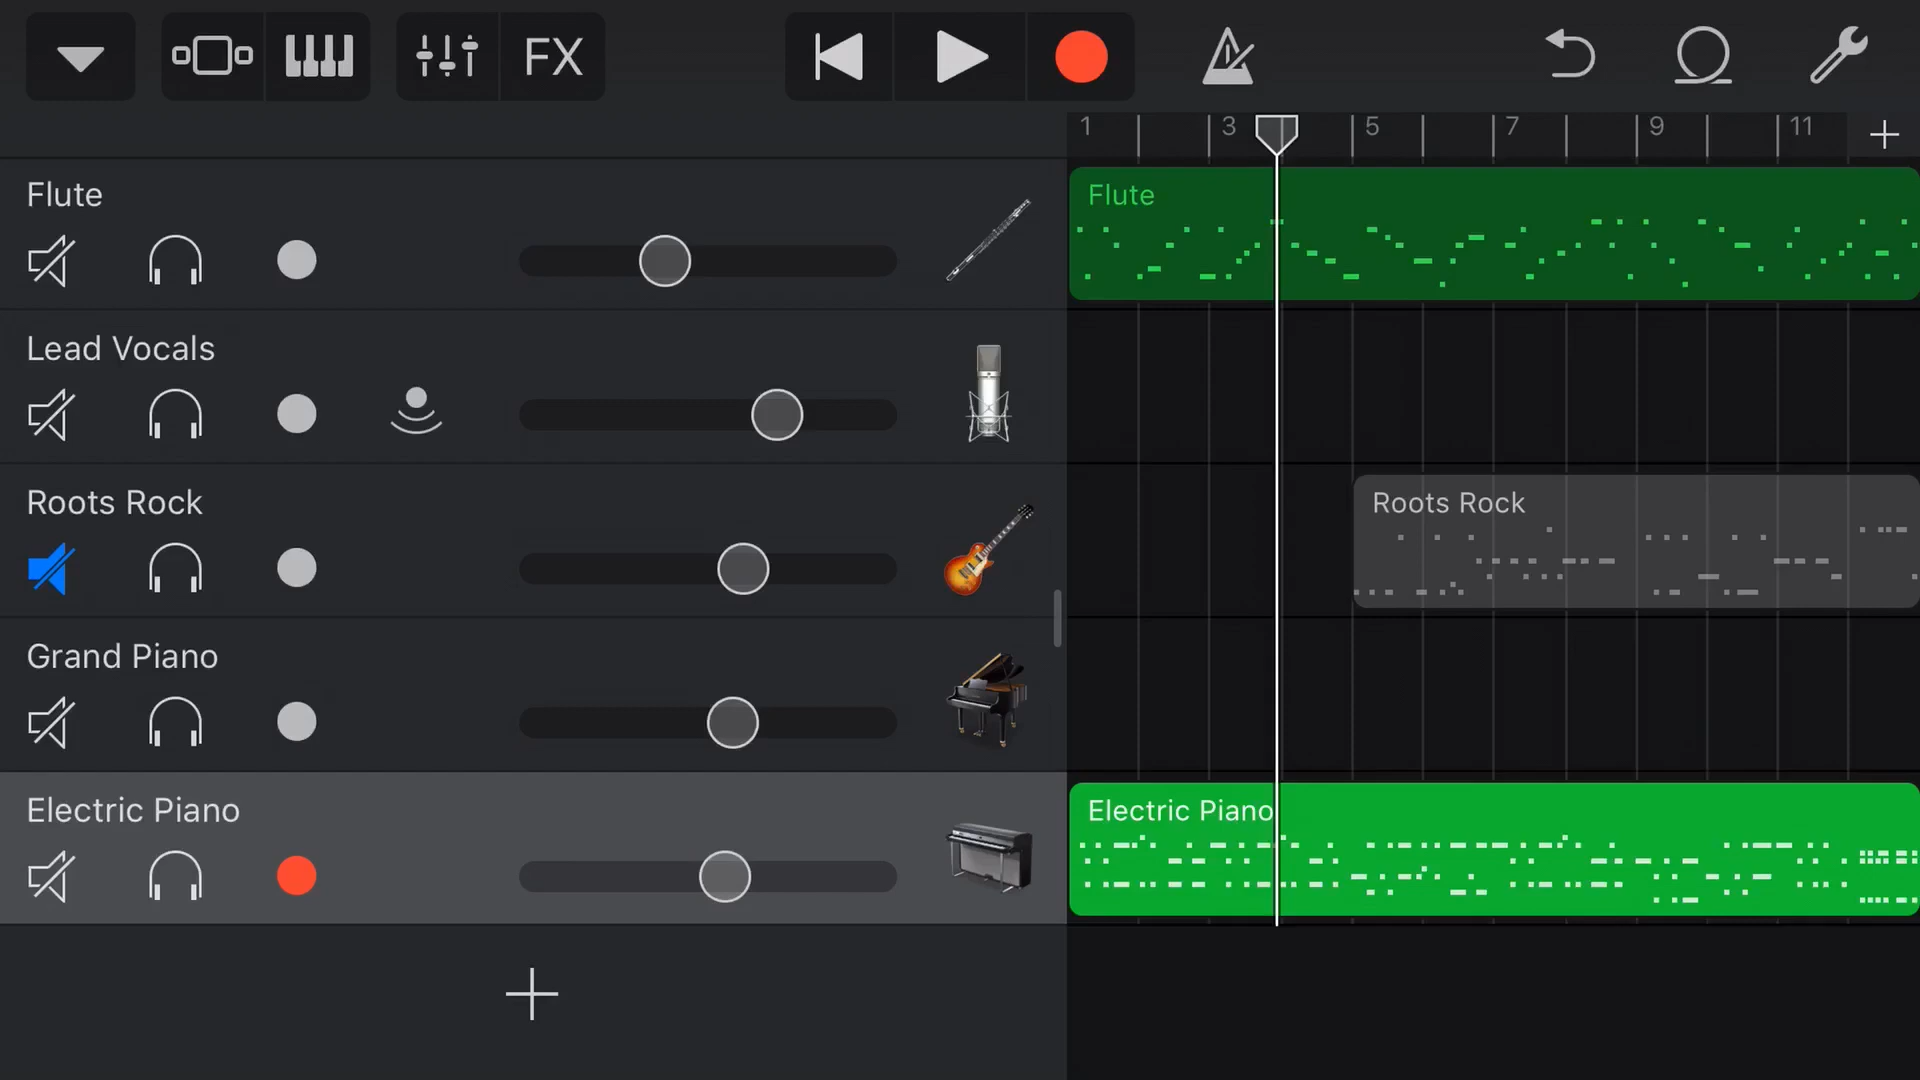 FX
1 3 5 7 9 11
Flute
Flute
Lead Vocals
Roots Rock
Roots Rock
Grand Piano
Electric Piano
Electric Piano